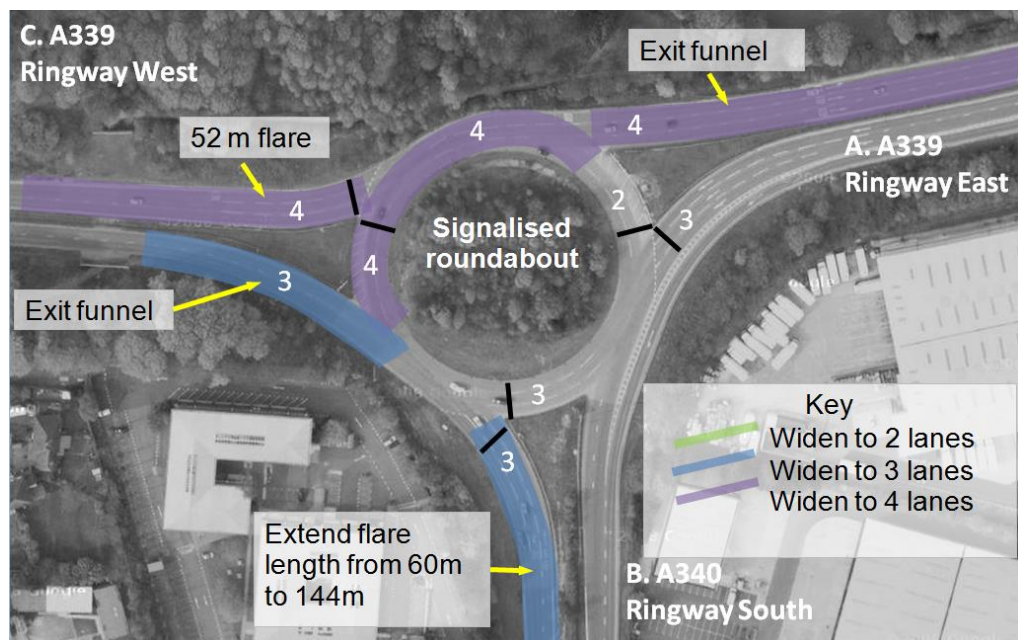 C. A339
Ringway West
Exit funnel
52 m flare
4
4
A. A339
Ringway East
4
2
3
Signalised
roundabout
4
3
Exit funnel
3
3
Key
Widen to 2 lanes
Widen to 3 lanes
Widen to 4 lanes
Extend flare
length from 60m
to 144m
B. A340
Ringway South